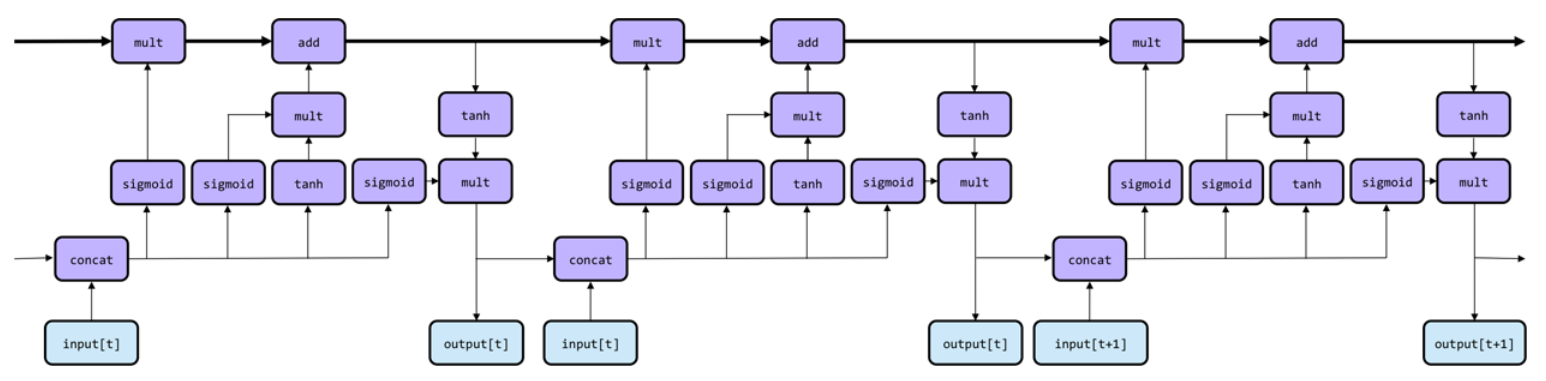 mult add mult add mult add
mult tanh mult tanh mult tanh
sigmoid sigmoid tanh sigmoid mult sigmoid sigmoid tanh sigmoid mult sigmoid sigmoid tanh sigmoid mult
concat concat concat
input[t] output[t] input[t] output[t] input[t+1] output[t+1]